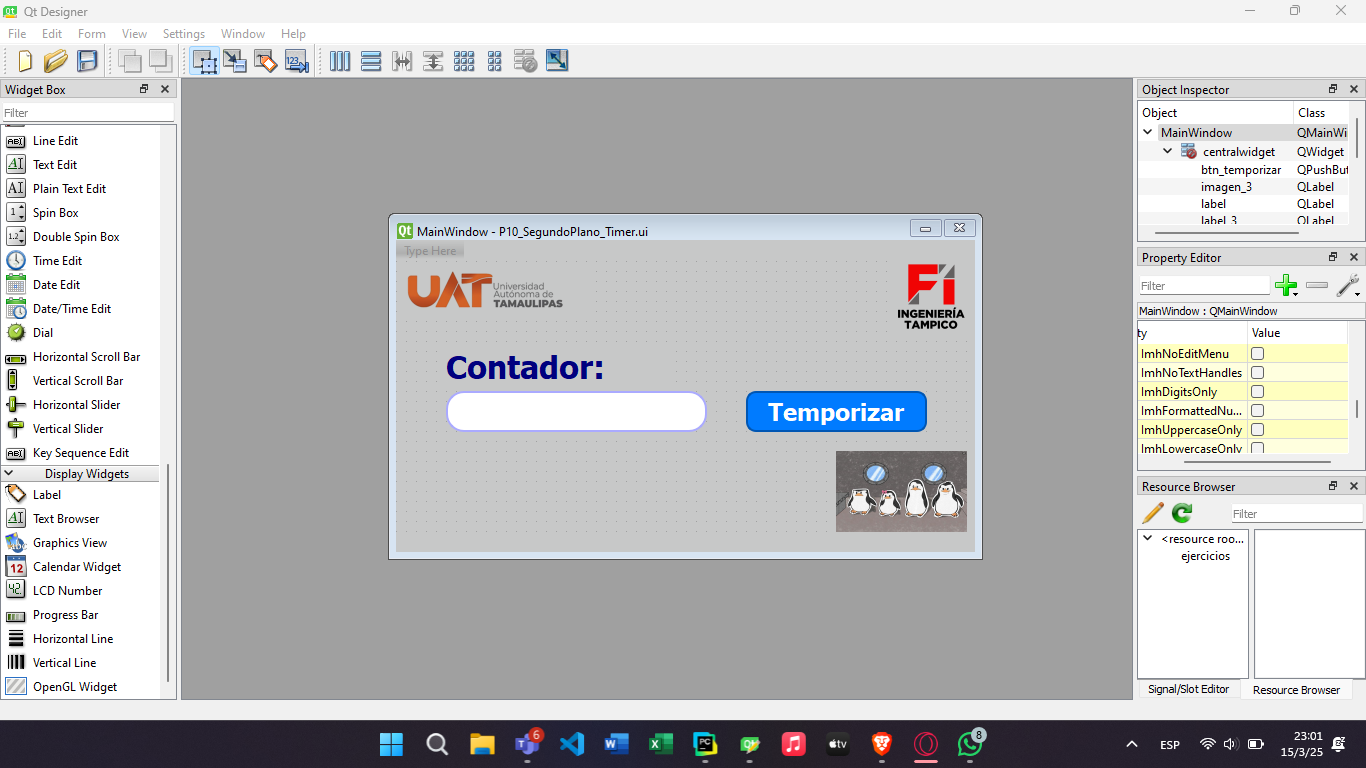 Qt Designer
File Edit Form View Settings Window Help
Widget Box
Filter
Line Edit
Text Edit
Plain Text Edit
Spin Box
Double Spin Box
Time Edit
Date Edit
Date/Time Edit
Dial
Horizontal Scroll Bar
Vertical Scroll Bar
Horizontal Slider
Vertical Slider
Key Sequence Edit
Display Widgets
Label
Text Browser
Graphics View
Calendar Widget
LCD Number
Progress Bar
Horizontal Line
Vertical Line
OpenGL Widget
MainWindow - P10_SegundoPlano_Timer.ui
Type Here
UAT
Universidad
Autónoma de
TAMAULIPAS
Fi
INGENIERÍA
TAMPICO
Contador:
Temporizar
Object Inspector
Object Class
MainWindow QMainWi
centralwidget QWidget
btn_temporizar QPushBut
imagen_3 QLabel
label QLabel
label_3 QLabel
Property Editor
Filter
MainWindow : QMainWindow
ty Value
ImhNoEditMenu
ImhNoTextHandles
ImhDigitsOnly
ImhFormattedNu...
ImhUppercaseOnly
ImhLowercaseOnly
Resource Browser
Filter
<resource roo...
ejercicios
Signal/Slot Editor Resource Browser
6
8
ESP
23:01
15/3/25